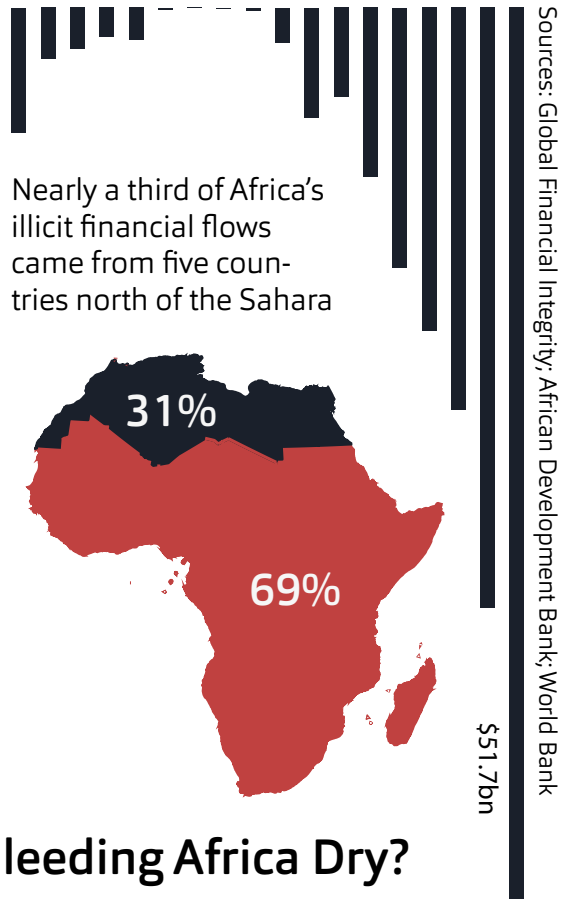 Nearly a third of Africa’s
illicit financial flows
came from five coun-
tries north of the Sahara
31%
69%
$51.7bn
leeding Africa Dry?
Sources: Global Financial Integrity; African Development Bank; World Bank